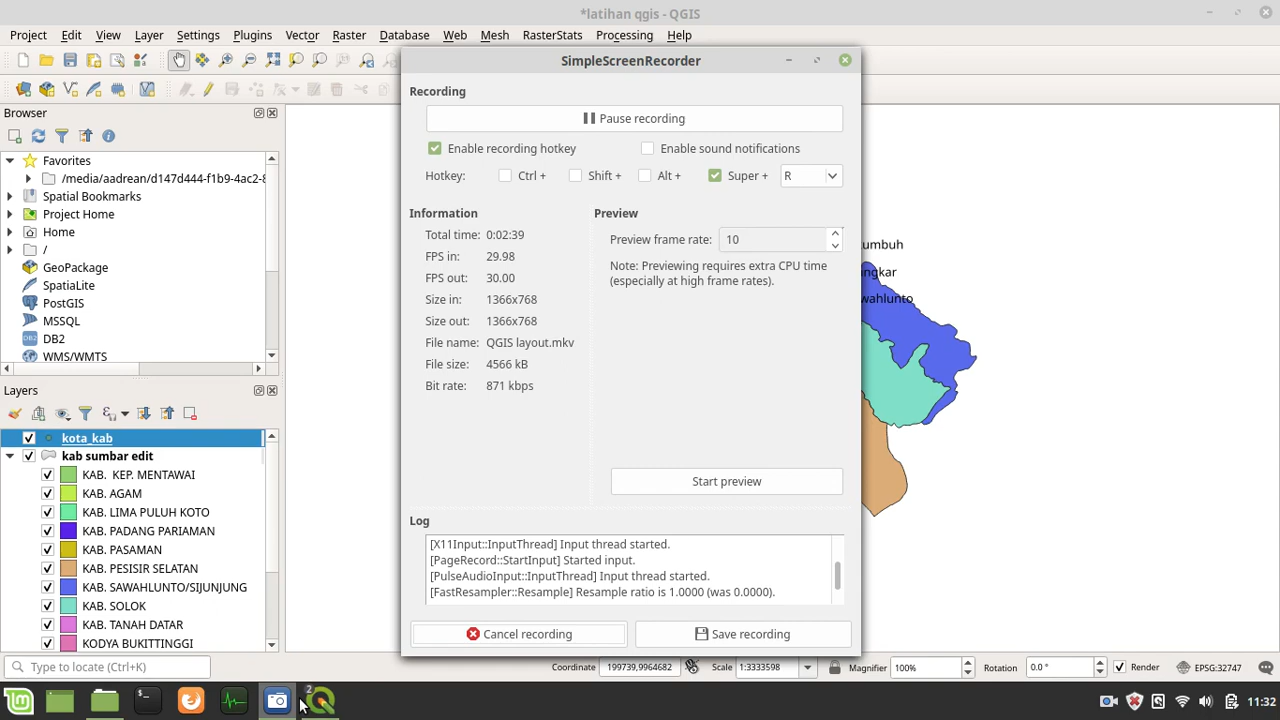 *latihan qgis - QGIS
Project Edit View Layer Settings Plugins Vector Raster Database Web Mesh RasterStats Processing Help
Browser
Favorites
/media/aadrean/d147d444-f1b9-4ac2-8
Spatial Bookmarks
Project Home
Home
/
GeoPackage
SpatiaLite
PostGIS
MSSQL
DB2
WMS/WMTS
Layers
kota_kab
kab sumbar edit
KAB. KEP. MENTAWAI
KAB. AGAM
KAB. LIMA PULUH KOTO
KAB. PADANG PARIAMAN
KAB. PASAMAN
KAB. PESISIR SELATAN
KAB. SAWAHLUNTO/SIJUNJUNG
KAB. SOLOK
KAB. TANAH DATAR
KODYA BUKITTINGGI
SimpleScreenRecorder
Recording
Pause recording
Enable recording hotkey Enable sound notifications
Hotkey: Ctrl + Shift + Alt + Super + R
Information
Total time: 0:02:39
FPS in: 29.98
FPS out: 30.00
Size in: 1366x768
Size out: 1366x768
File name: QGIS layout.mkv
File size: 4566 kB
Bit rate: 871 kbps
Preview
Preview frame rate: 10
Note: Previewing requires extra CPU time
(especially at high frame rates).
Start preview
Log
[X11Input::InputThread] Input thread started.
[PageRecord::StartInput] Started input.
[PulseAudioInput::InputThread] Input thread started.
[FastResampler::Resample] Resample ratio is 1.0000 (was 0.0000).
Cancel recording Save recording
umbuh
ngkar
wahlunto
Type to locate (Ctrl+K) Coordinate 199739,9964682 Scale 1:3333598 Magnifier 100% Rotation 0.0 ° Render EPSG:32747
2
11:32